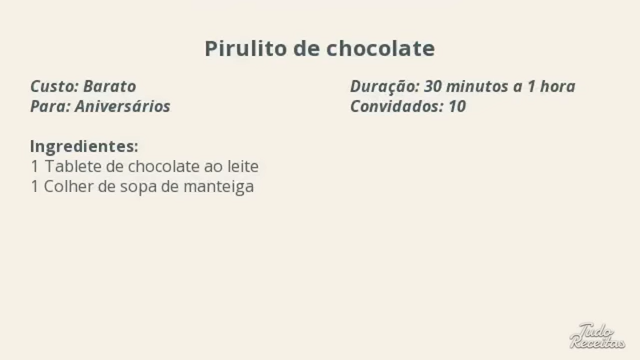 Pirulito de chocolate
Custo: Barato
Para: Aniversários
Duração: 30 minutos a 1 hora
Convidados: 10
Ingredientes:
1 Tablete de chocolate ao leite
1 Colher de sopa de manteiga
Tudo
Receitas